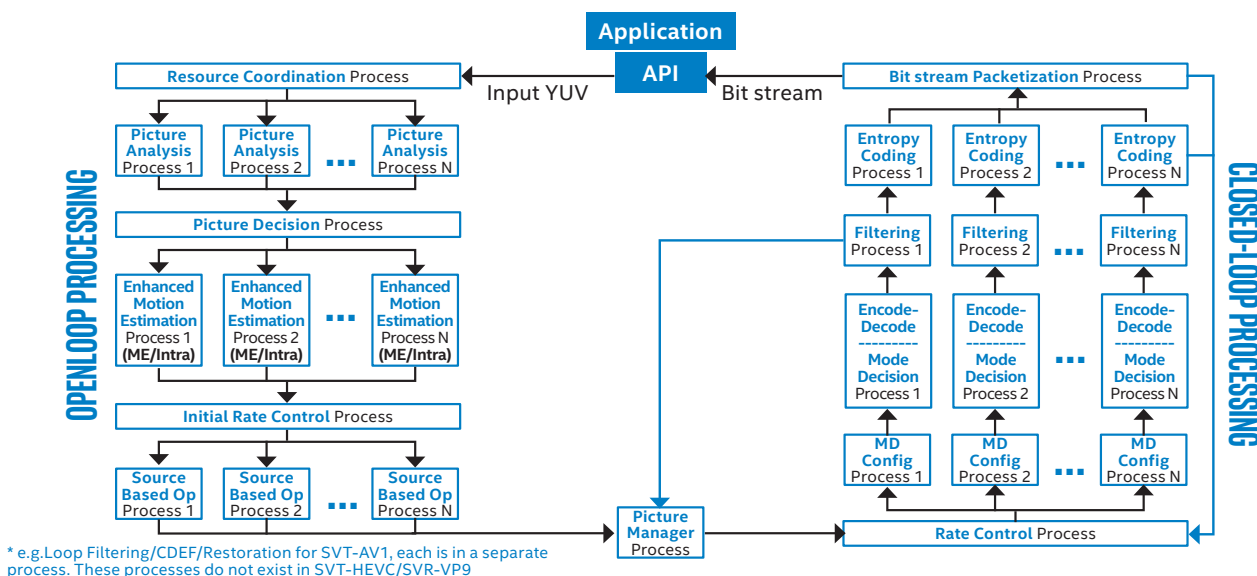 Application
API
Input YUV
Bit stream
OPENLOOP PROCESSING
Resource Coordination Process
Picture
Analysis
Process 1
Picture
Analysis
Process 2
...
Picture
Analysis
Process N
Picture Decision Process
Enhanced
Motion
Estimation
Process 1
(ME/Intra)
Enhanced
Motion
Estimation
Process 2
(ME/Intra)
...
Enhanced
Motion
Estimation
Process N
(ME/Intra)
Initial Rate Control Process
Source
Based Op
Process 1
Source
Based Op
Process 2
...
Source
Based Op
Process N
Picture
Manager
Process
CLOSED-LOOP PROCESSING
Bit stream Packetization Process
Entropy
Coding
Process 1
Entropy
Coding
Process 2
...
Entropy
Coding
Process N
Filtering
Process 1
Filtering
Process 2
...
Filtering
Process N
Encode-
Decode
---------
Mode
Decision
Process 1
Encode-
Decode
---------
Mode
Decision
Process 2
...
Encode-
Decode
---------
Mode
Decision
Process N
MD
Config
Process 1
MD
Config
Process 2
...
MD
Config
Process N
Rate Control Process
* e.g.Loop Filtering/CDEF/Restoration for SVT-AV1, each is in a separate
process. These processes do not exist in SVT-HEVC/SVR-VP9